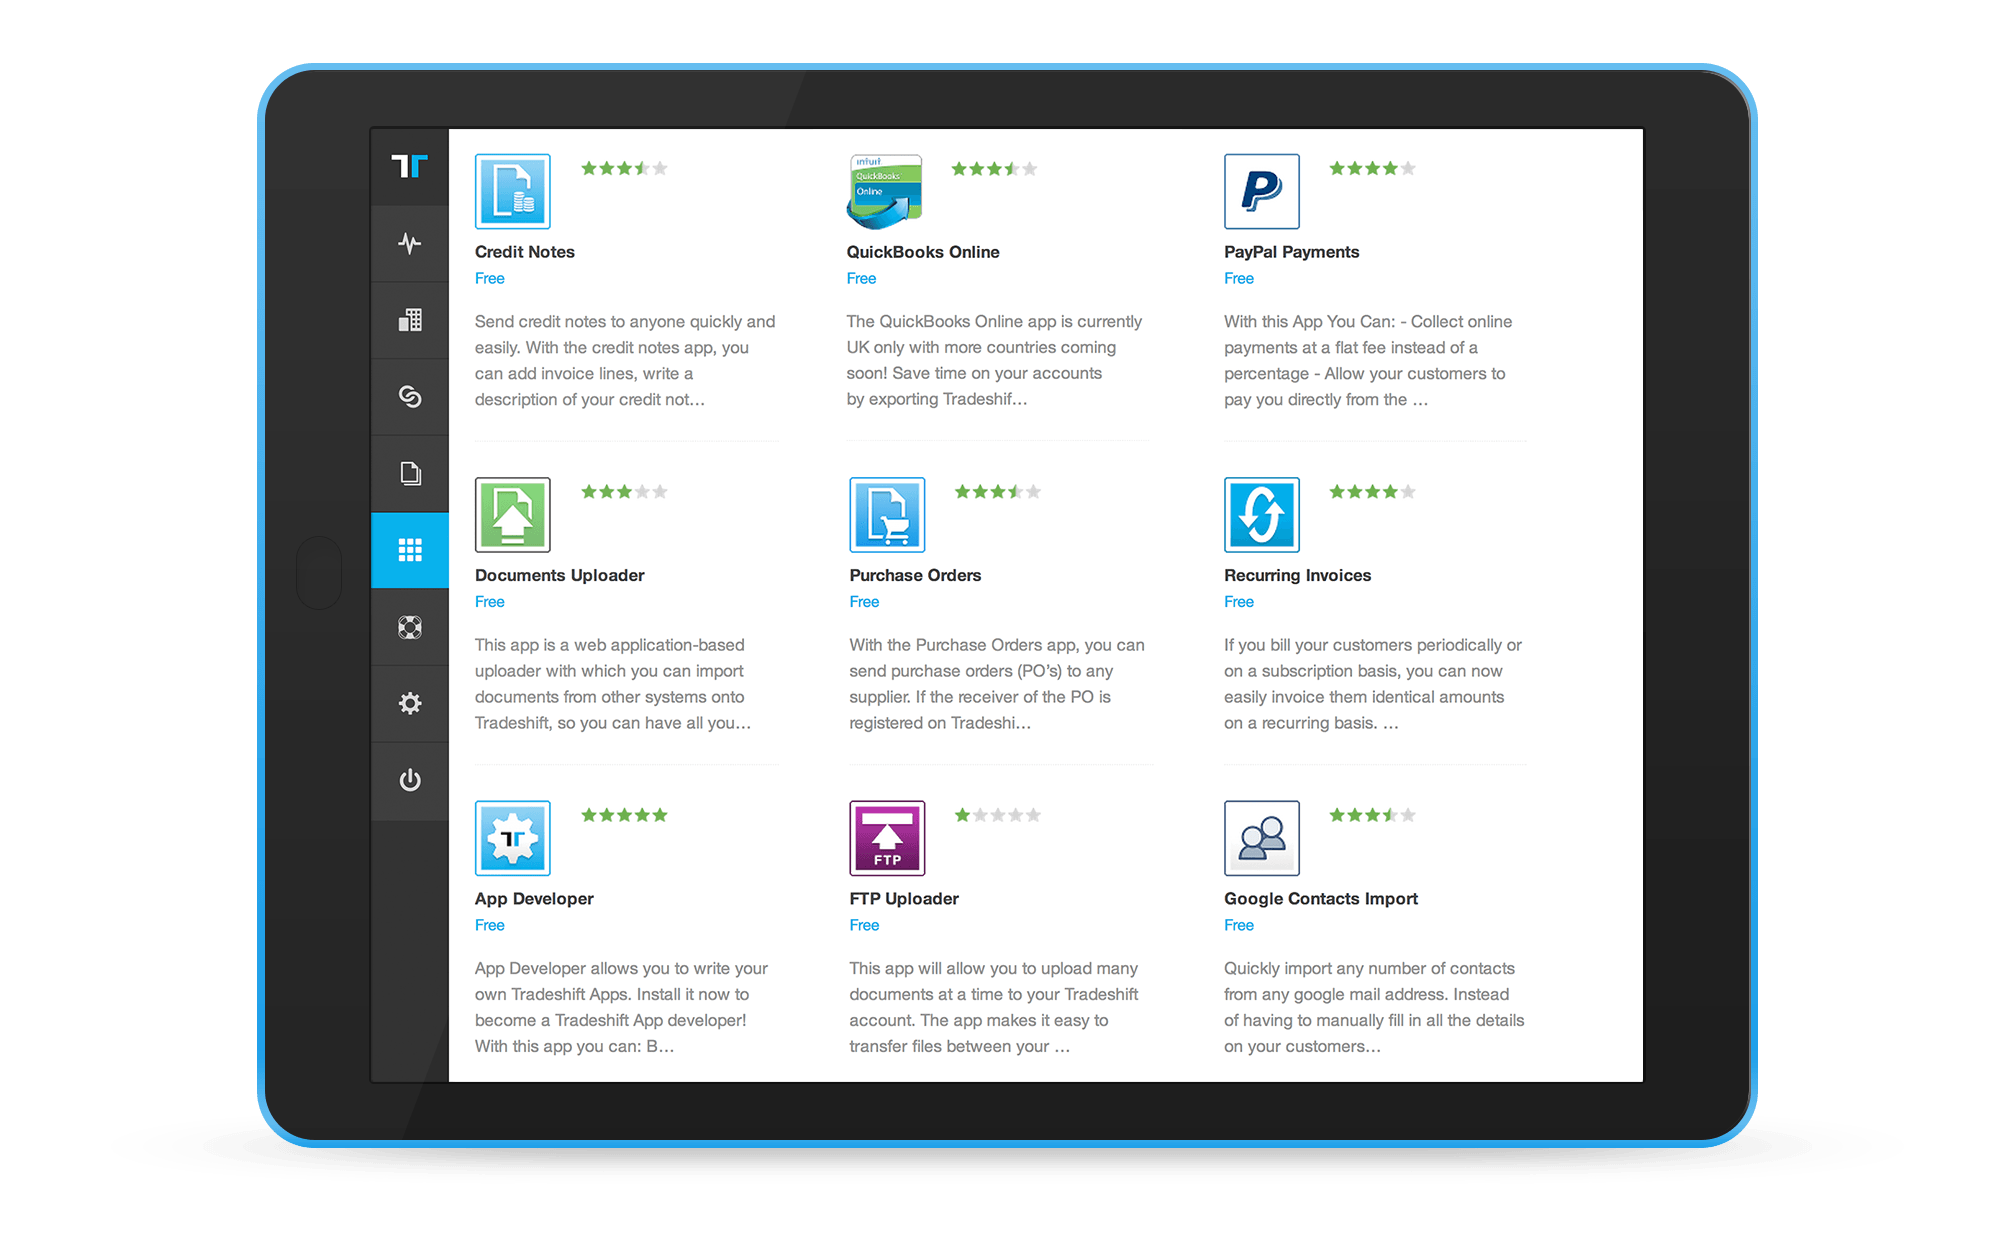 Credit Notes
Free
Send credit notes to anyone quickly and
easily. With the credit notes app, you
can add invoice lines, write a
description of your credit not…
intuit
QuickBooks
Online
QuickBooks Online
Free
The QuickBooks Online app is currently
UK only with more countries coming
soon! Save time on your accounts
by exporting Tradeshif…
PayPal Payments
Free
With this App You Can: - Collect online
payments at a flat fee instead of a
percentage - Allow your customers to
pay you directly from the …
Documents Uploader
Free
This app is a web application-based
uploader with which you can import
documents from other systems onto
Tradeshift, so you can have all you…
Purchase Orders
Free
With the Purchase Orders app, you can
send purchase orders (PO’s) to any
supplier. If the receiver of the PO is
registered on Tradeshi…
Recurring Invoices
Free
If you bill your customers periodically or
on a subscription basis, you can now
easily invoice them identical amounts
on a recurring basis. …
App Developer
Free
App Developer allows you to write your
own Tradeshift Apps. Install it now to
become a Tradeshift App developer!
With this app you can: B…
FTP
FTP Uploader
Free
This app will allow you to upload many
documents at a time to your Tradeshift
account. The app makes it easy to
transfer files between your …
Google Contacts Import
Free
Quickly import any number of contacts
from any google mail address. Instead
of having to manually fill in all the details
on your customers…